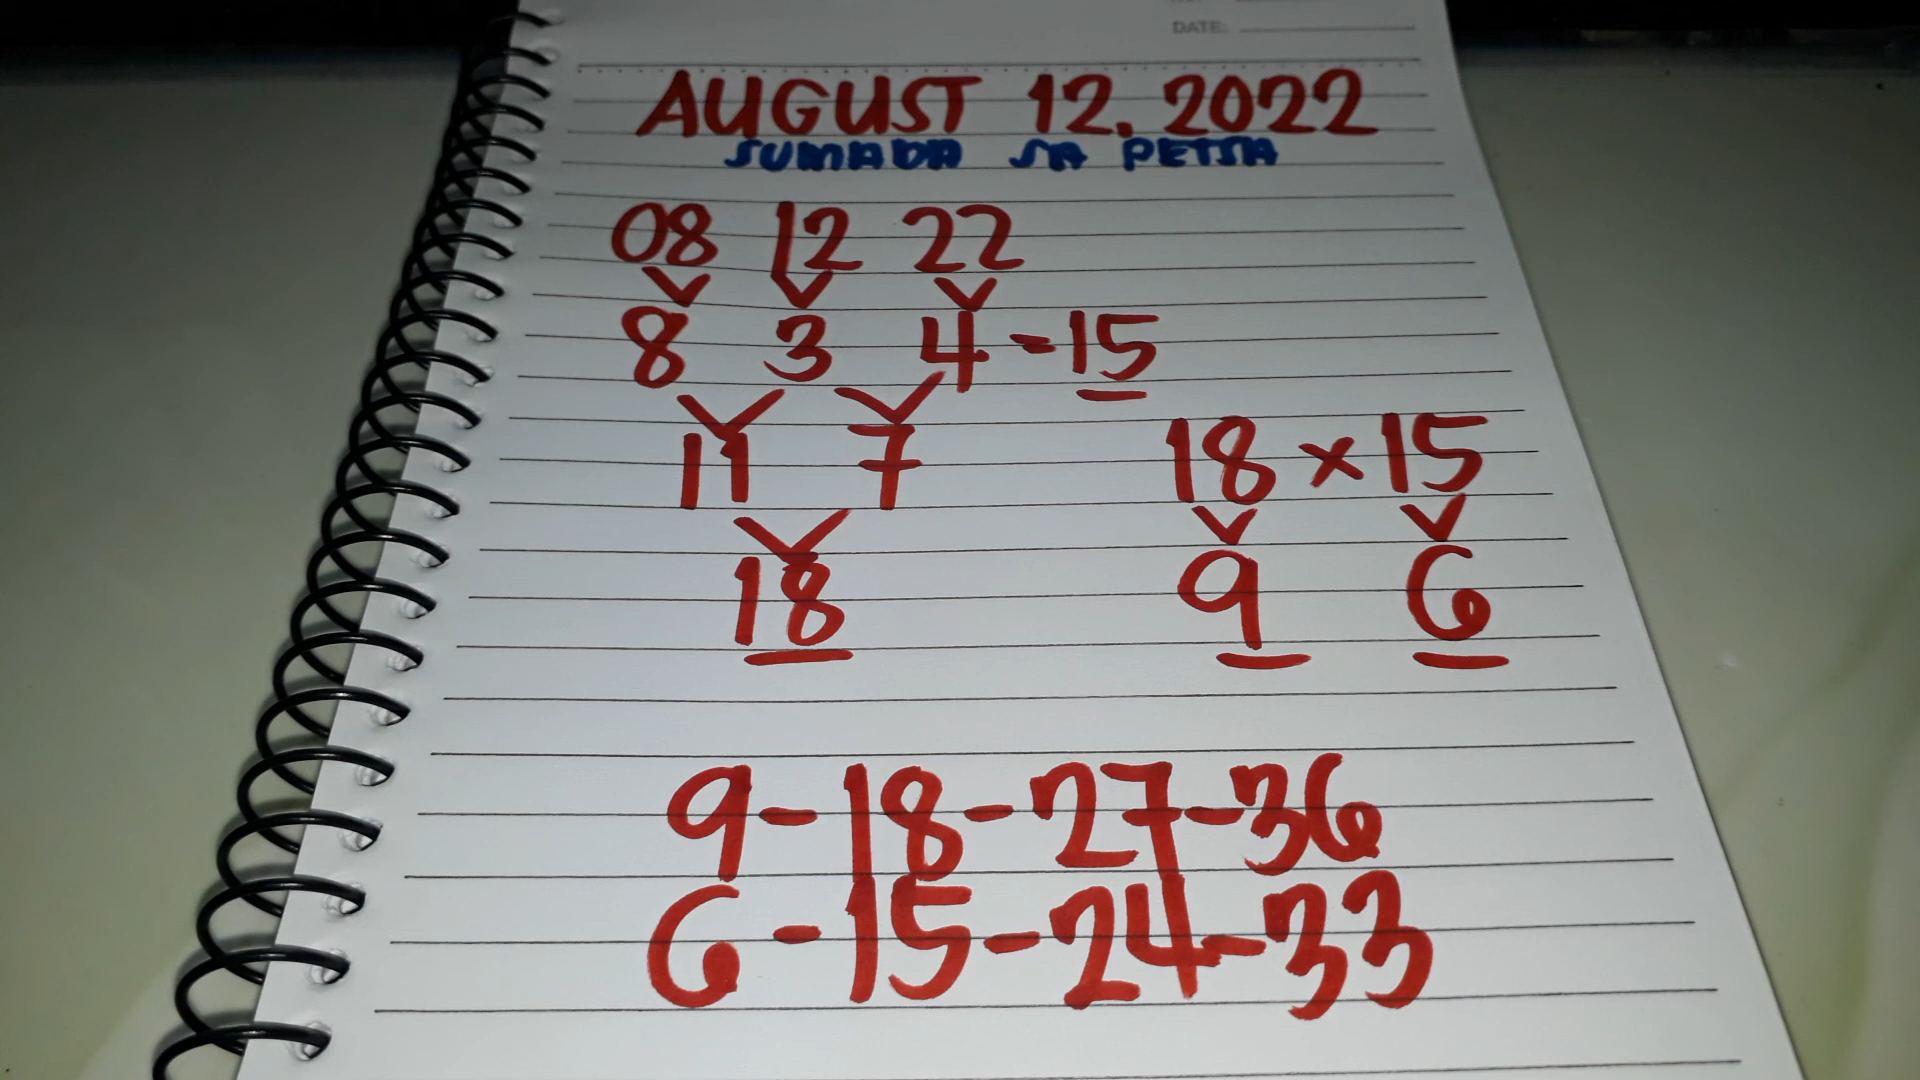 DATE:
AUGUST 12, 2022
SUMADA SA PETSA
08 12 22
8 3 4 - 15
11 7
18 x 15
18
9 6
9-18-27-36
6-15-24-33